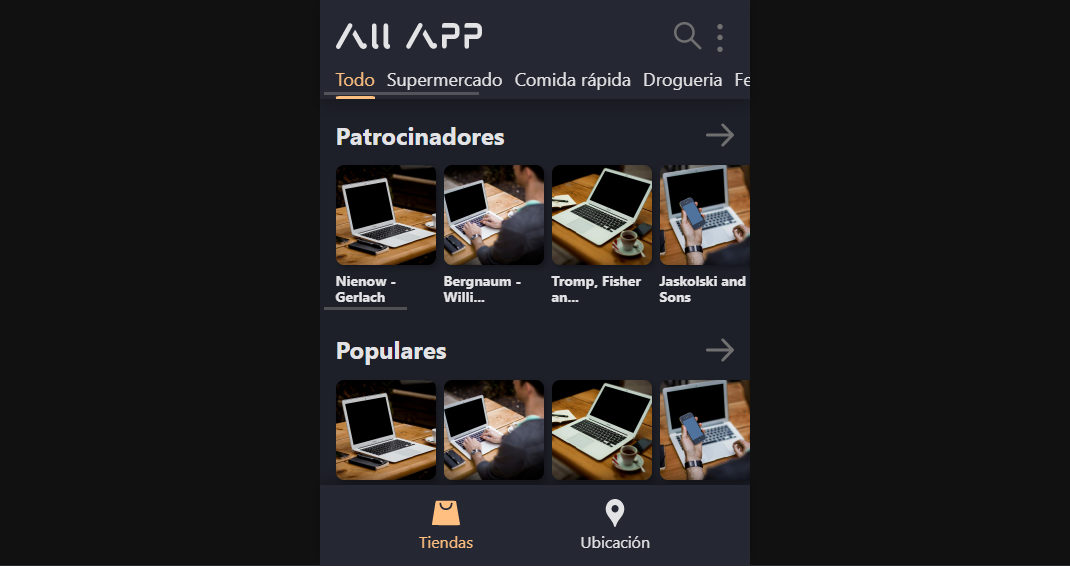 All APP
Todo Supermercado Comida rápida Drogueria Fe
Patrocinadores
Nienow - Gerlach
Bergnaum - Willi...
Tromp, Fisher an...
Jaskolski and Sons
Populares
Tiendas Ubicación